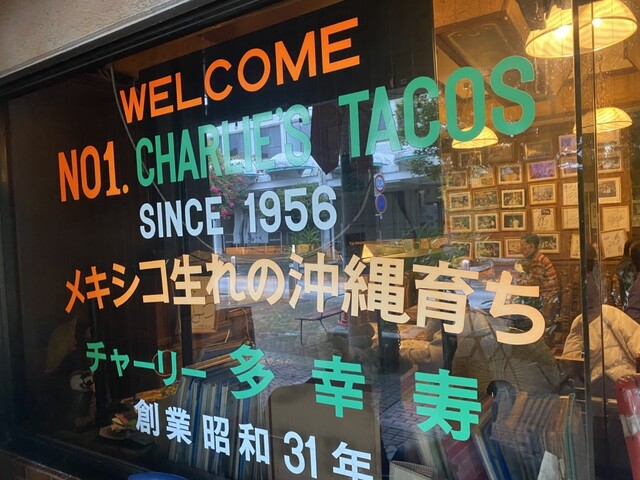 WELCOME
NO1. CHARLIE'S TACOS
SINCE 1956
メキシコ生れの沖縄育ち
チャーリー多幸寿
創業昭和31年